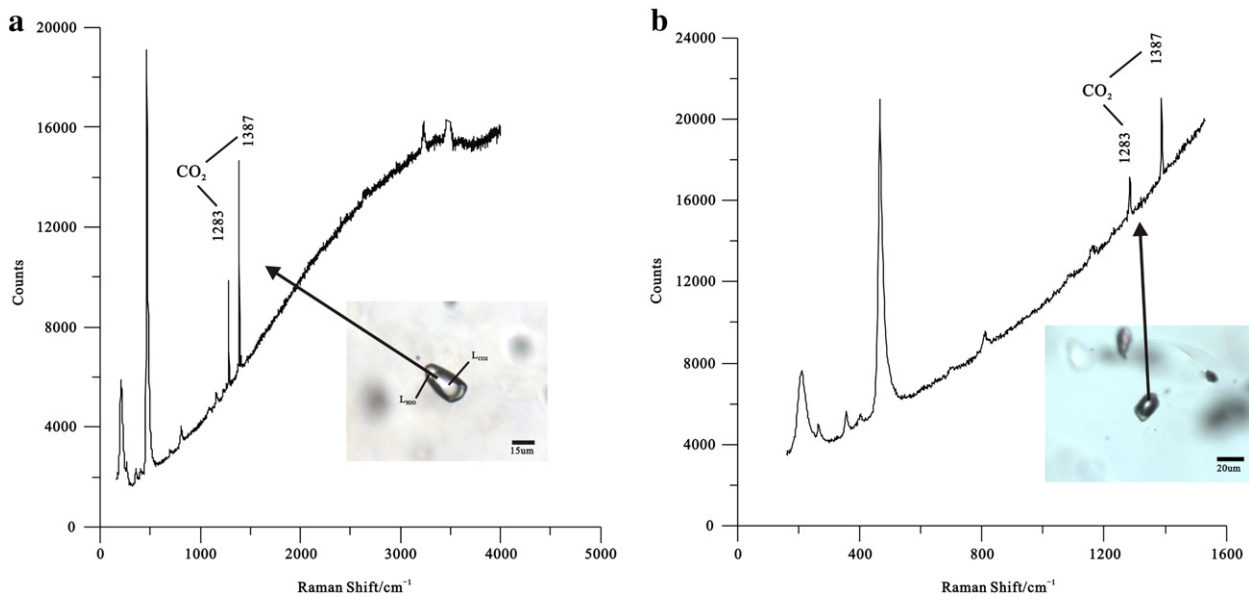 a
20000
16000
12000
8000
4000
0
Counts
0 1000 2000 3000 4000 5000
Raman Shift/cm⁻¹
CO₂
1387
1283
L_CO2
L_H2O
15um
b
24000
20000
16000
12000
8000
4000
0
Counts
0 400 800 1200 1600
Raman Shift/cm⁻¹
CO₂
1387
1283
20um